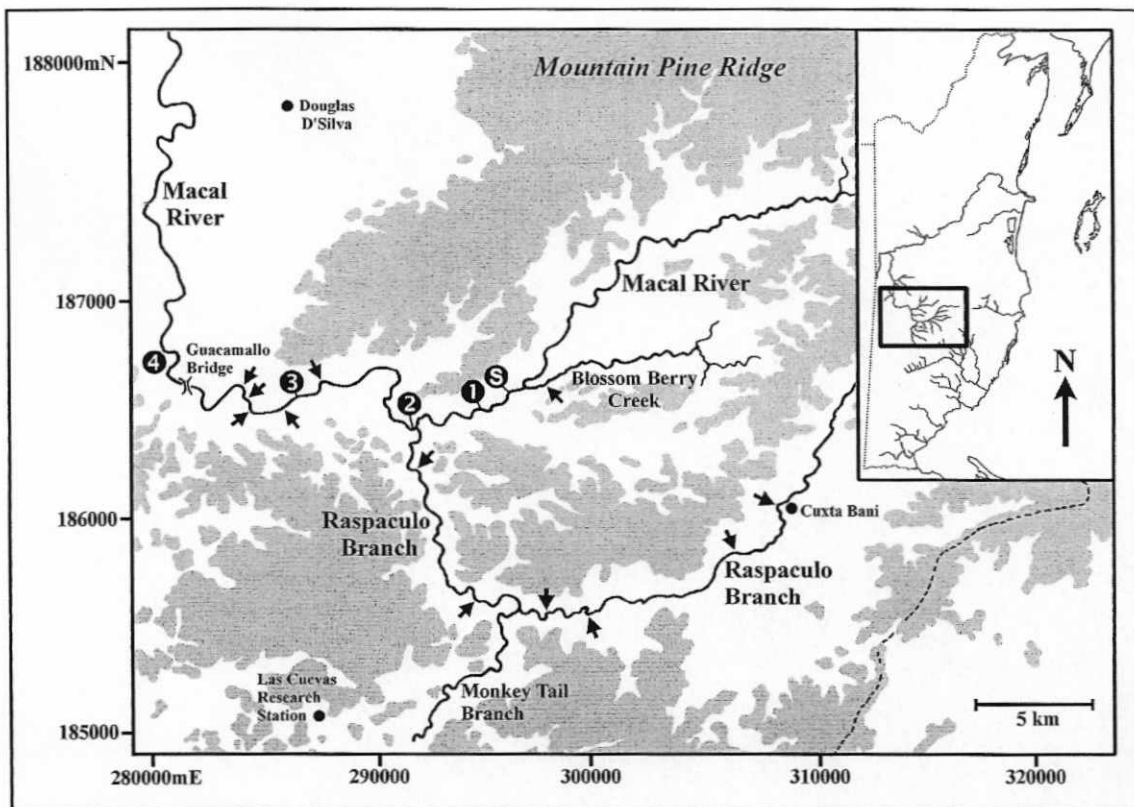 188000mN
Mountain Pine Ridge
Douglas
D'Silva
Macal
River
Macal River
187000
Guacamallo
Bridge
4
3
S
1
2
Blossom Berry
Creek
N
186000
Raspaculo
Branch
Cuxta Bani
Raspaculo
Branch
Las Cuevas
Research
Station
Monkey Tail
Branch
5 km
185000
280000mE
290000
300000
310000
320000